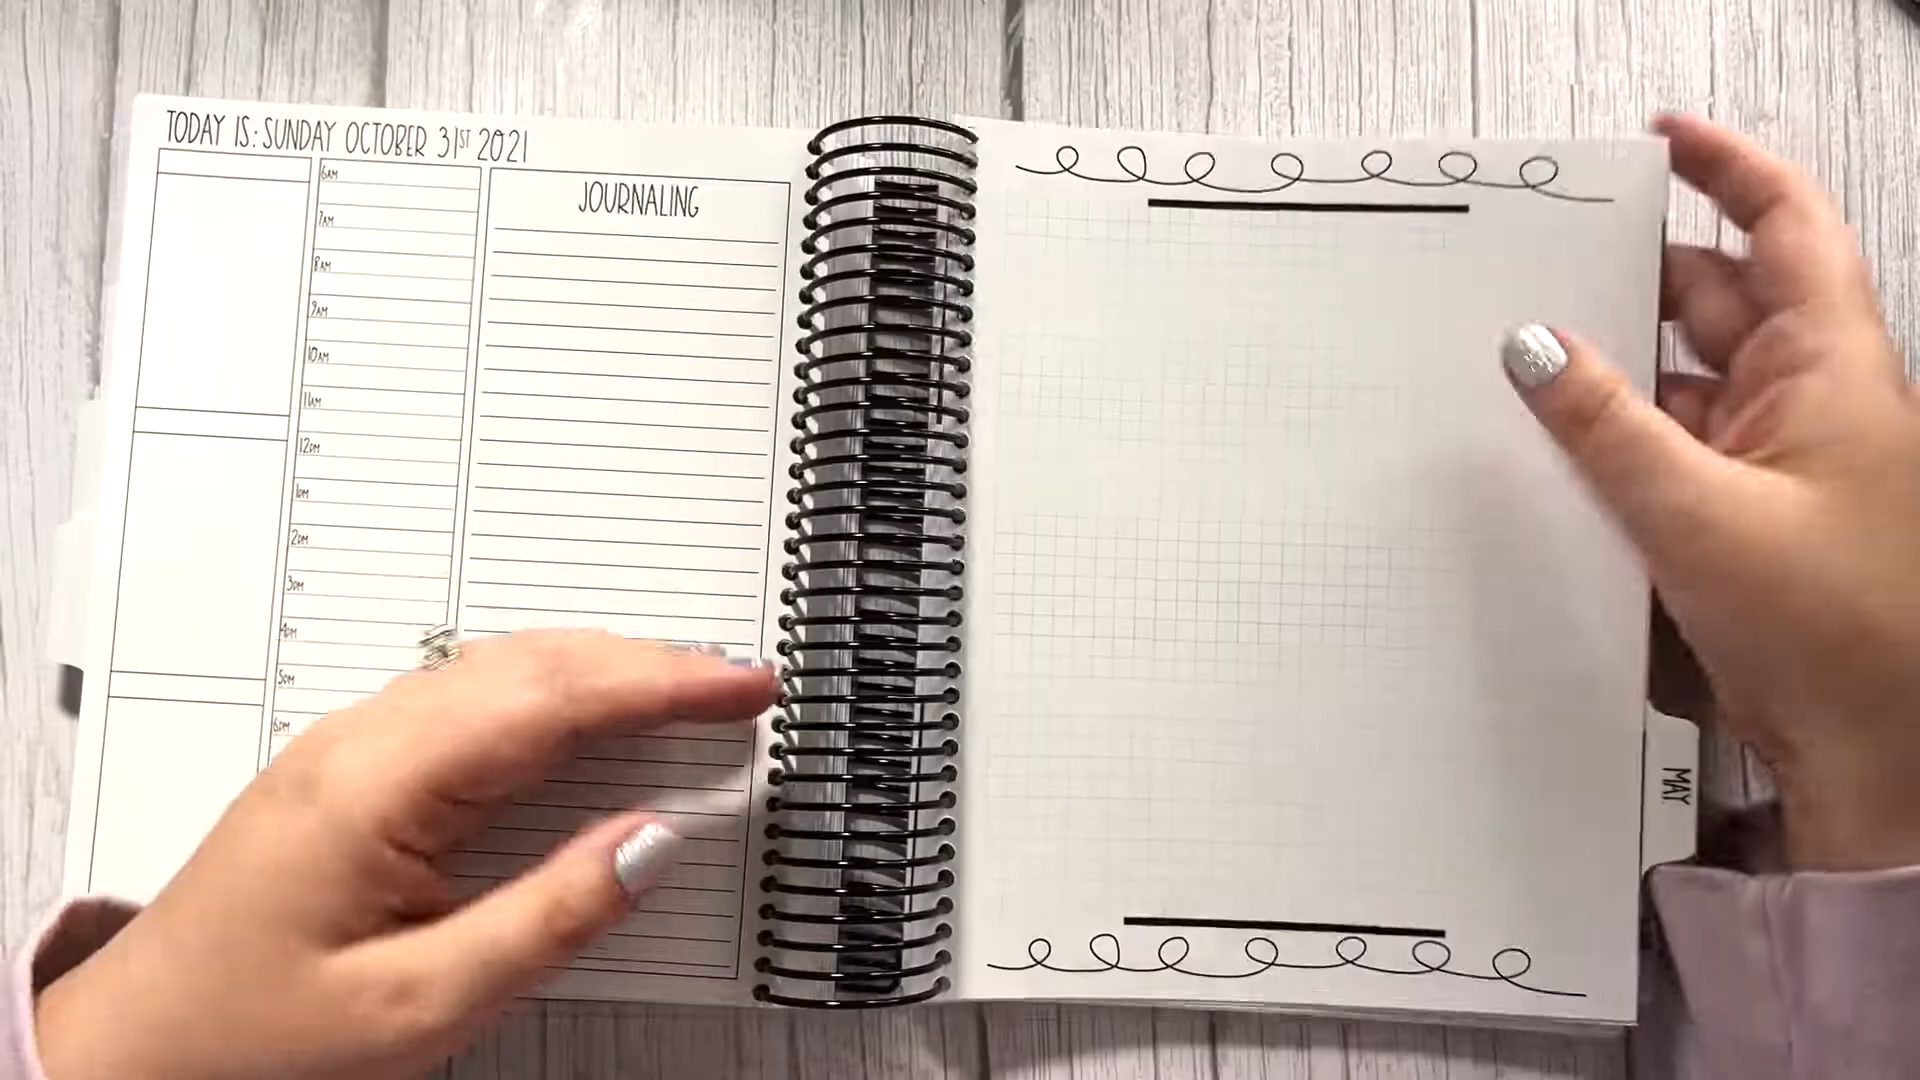 TODAY IS: SUNDAY OCTOBER 31ST 2021
6AM
7AM
8AM
9AM
10AM
11AM
12PM
1PM
2PM
3PM
4PM
5PM
6PM
JOURNALING
MAY